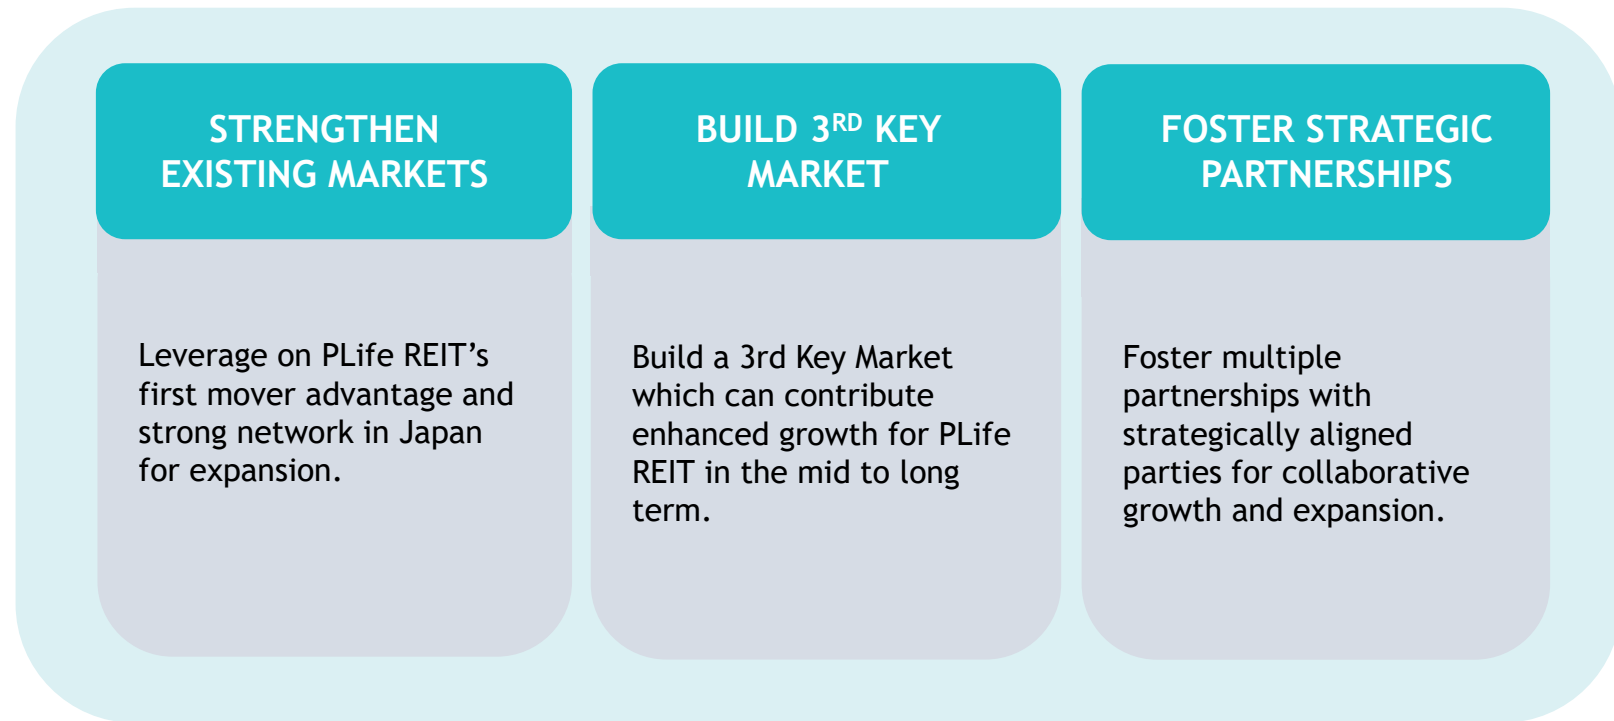 STRENGTHEN
EXISTING MARKETS
Leverage on PLife REIT’s
first mover advantage and
strong network in Japan
for expansion.
BUILD 3RD KEY
MARKET
Build a 3rd Key Market
which can contribute
enhanced growth for PLife
REIT in the mid to long
term.
FOSTER STRATEGIC
PARTNERSHIPS
Foster multiple
partnerships with
strategically aligned
parties for collaborative
growth and expansion.